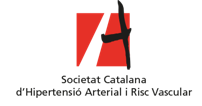 Societat Catalana
d'Hipertensió Arterial i Risc Vascular